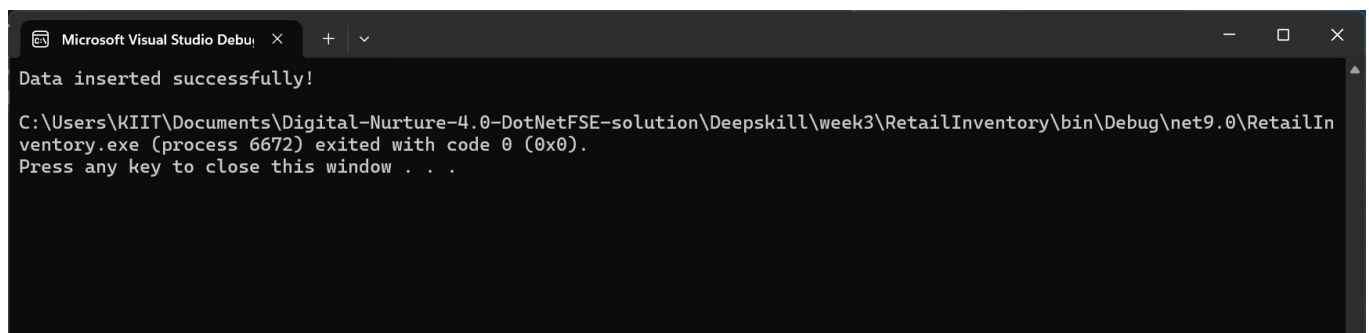 Microsoft Visual Studio Debu
Data inserted successfully!
C:\Users\KIIT\Documents\Digital-Nurture-4.0-DotNetFSE-solution\Deepskill\week3\RetailInventory\bin\Debug\net9.0\RetailIn
ventory.exe (process 6672) exited with code 0 (0x0).
Press any key to close this window . . .